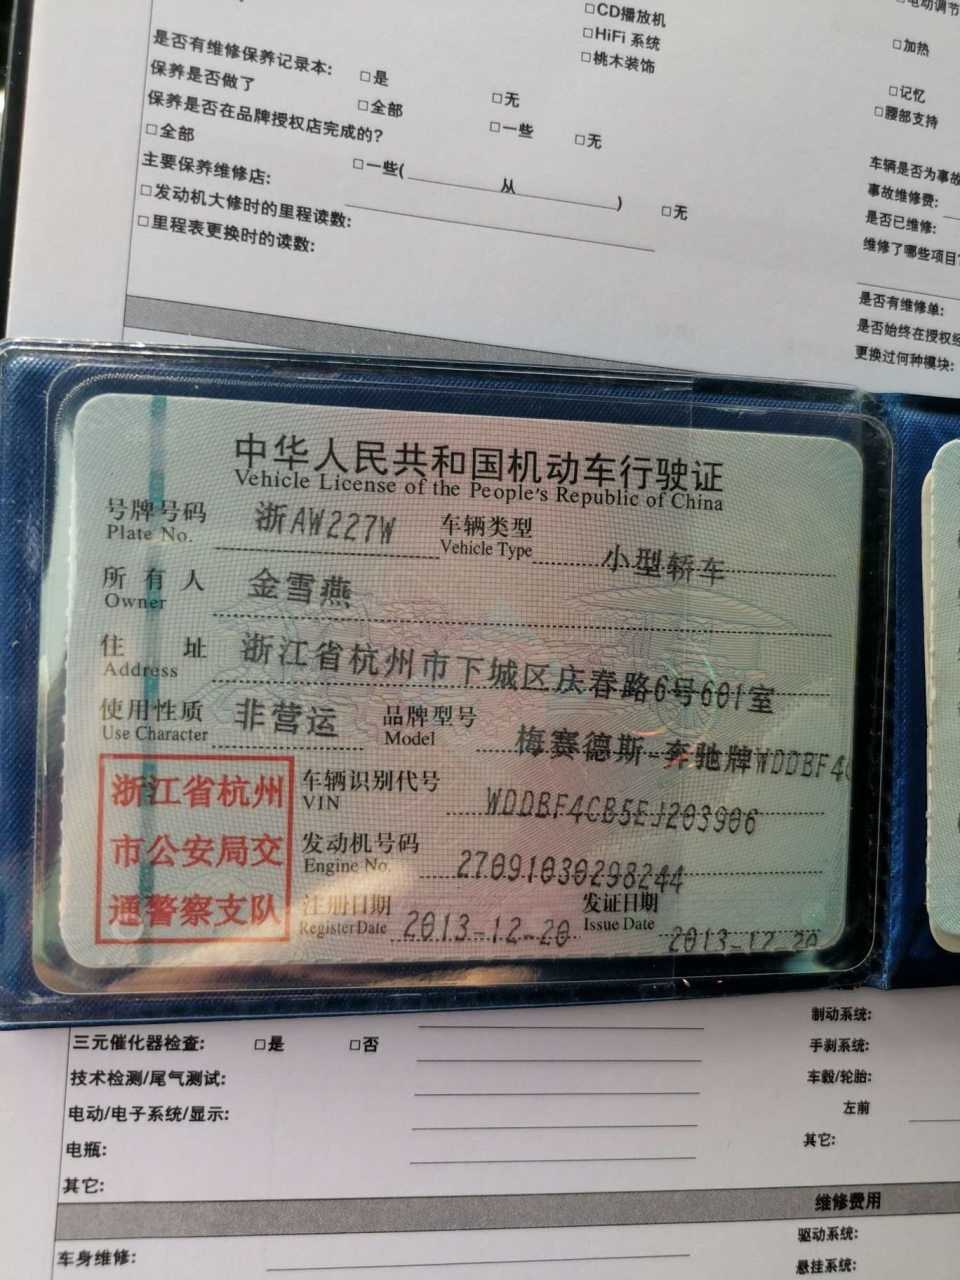 □CD播放机
□HiFi 系统
□桃木装饰
□加热
□记忆
□腰部支持
是否有维修保养记录本: □是 □无
保养是否做了 □全部 □一些 □无
保养是否在品牌授权店完成的?
□全部 □一些( 从 ) □无
主要保养维修店:
□发动机大修时的里程读数:
□里程表更换时的读数:
车辆是否为事故
事故维修费:
是否已维修:
维修了哪些项目?
是否有维修单:
是否始终在授权经
更换过何种模块:
中华人民共和国机动车行驶证
Vehicle License of the People's Republic of China
号牌号码 浙AW227W 车辆类型 小型轿车
Plate No. Vehicle Type
所有人 金雪燕
Owner
住址 浙江省杭州市下城区庆春路6号601室
Address
使用性质 非营运 品牌型号 梅赛德斯-奔驰牌WDDBF4
Use Character Model
浙江省杭州
市公安局交
通警察支队
车辆识别代号 WDDBF4CB5EJ203906
VIN
发动机号码 27091030298244
Engine No.
注册日期 2013-12-20 发证日期 2013-12-20
Register Date Issue Date
三元催化器检查: □是 □否
技术检测/尾气测试:
电动/电子系统/显示:
电瓶:
其它:
制动系统:
手刹系统:
车毂/轮胎:
左前
其它:
维修费用
车身维修:
驱动系统:
悬挂系统: